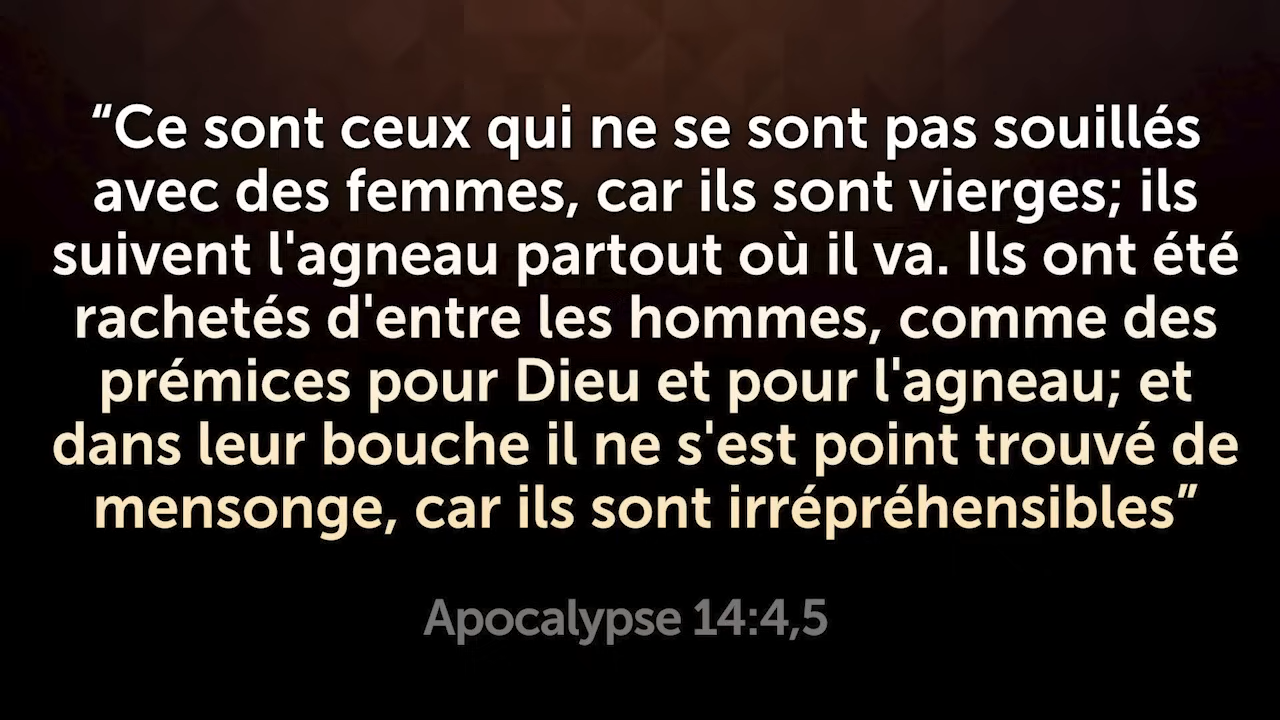 “Ce sont ceux qui ne se sont pas souillés
avec des femmes, car ils sont vierges; ils
suivent l'agneau partout où il va. Ils ont été
rachetés d'entre les hommes, comme des
prémices pour Dieu et pour l'agneau; et
dans leur bouche il ne s'est point trouvé de
mensonge, car ils sont irrépréhensibles”
Apocalypse 14:4,5